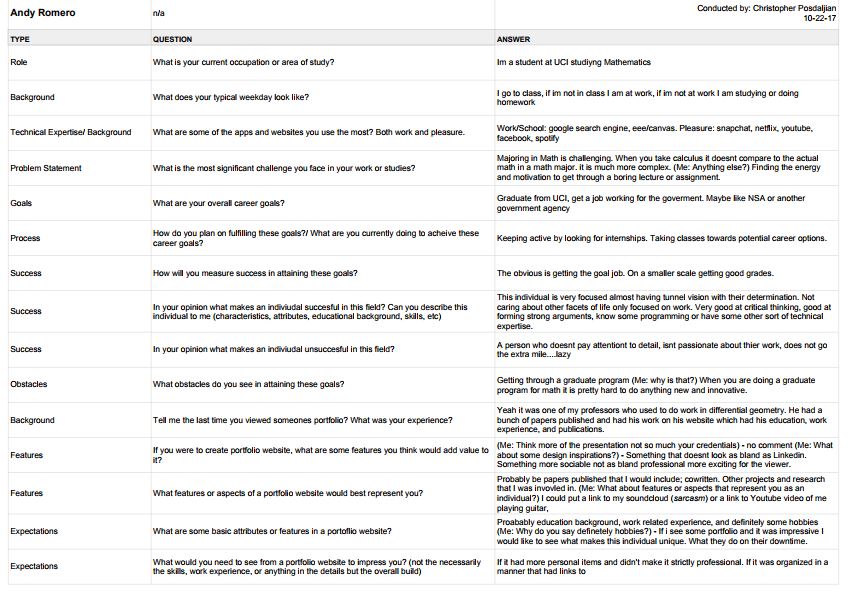 Andy Romero n/a Conducted by: Christopher Posdaljian
10-22-17
TYPE QUESTION ANSWER
Role What is your current occupation or area of study? Im a student at UCI studiyng Mathematics
Background What does your typical weekday look like? I go to class, if im not in class I am at work, if im not at work I am studying or doing
homework
Technical Expertise/ Background What are some of the apps and websites you use the most? Both work and pleasure. Work/School: google search engine, eee/canvas. Pleasure: snapchat, netflix, youtube,
facebook, spotify
Problem Statement What is the most significant challenge you face in your work or studies? Majoring in Math is challenging. When you take calculus it doesnt compare to the actual
math in a math major. it is much more complex. (Me: Anything else?) Finding the energy
and motivation to get through a boring lecture or assignment.
Goals What are your overall career goals? Graduate from UCI, get a job working for the goverment. Maybe like NSA or another
government agency
Process How do you plan on fulfilling these goals?/ What are you currently doing to acheive these
career goals? Keeping active by looking for internships. Taking classes towards potential career options.
Success How will you measure success in attaining these goals? The obvious is getting the goal job. On a smaller scale getting good grades.
Success In your opinion what makes an indiviudal succesful in this field? Can you describe this
individual to me (characteristics, attributes, educational background, skills, etc) This individual is very focused almost having tunnel vision with their determination. Not
caring about other facets of life only focused on work. Very good at critical thinking, good at
forming strong arguments, know some programming or have some other sort of technical
expertise.
Success In your opinion what makes an indiviudal unsuccesful in this field? A person who doesnt pay attentiont to detail, isnt passionate about thier work, does not go
the extra mile....lazy
Obstacles What obstacles do you see in attaining these goals? Getting through a graduate program (Me: why is that?) When you are doing a graduate
program for math it is pretty hard to do anything new and innovative.
Background Tell me the last time you viewed someones portfolio? What was your experience? Yeah it was one of my professors who used to do work in differential geometry. He had a
bunch of papers published and had his work on his website which had his education, work
experience, and publications.
Features If you were to create portfolio website, what are some features you think would add value to
it? (Me: Think more of the presentation not so much your credentials) - no comment (Me: What
about some design inspirations?) - Something that doesnt look as bland as Linkedin.
Something more sociable not as bland professional more exciting for the viewer.
Features What features or aspects of a portfolio website would best represent you? Probably be papers published that I would include; cowritten. Other projects and research
that I was invovled in. (Me: What about features or aspects that represent you as an
individual?) I could put a link to my soundcloud (sarcasm) or a link to Youtube video of me
playing guitar,
Expectations What are some basic attributes or features in a portoflio website? Proabably education background, work related experience, and definitely some hobbies
(Me: Why do you say definetely hobbies?) - If i see some portfolio and it was impressive I
would like to see what makes this individual unique. What they do on their downtime.
Expectations What would you need to see from a portfolio website to impress you? (not the necessarily
the skills, work experience, or anything in the details but the overall build) If it had more personal items and didn't make it strictly professional. If it was organized in a
manner that had links to